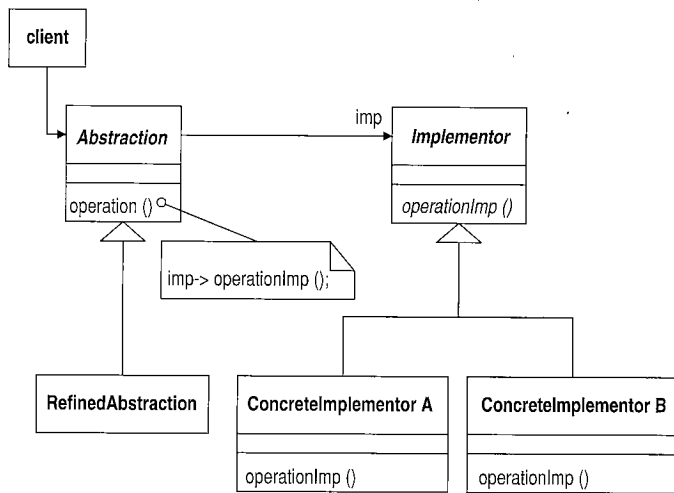 client
Abstraction
imp
Implementor
operation ()
operationImp ()
imp-> operationImp ();
RefinedAbstraction
ConcreteImplementor A
ConcreteImplementor B
operationImp ()
operationImp ()